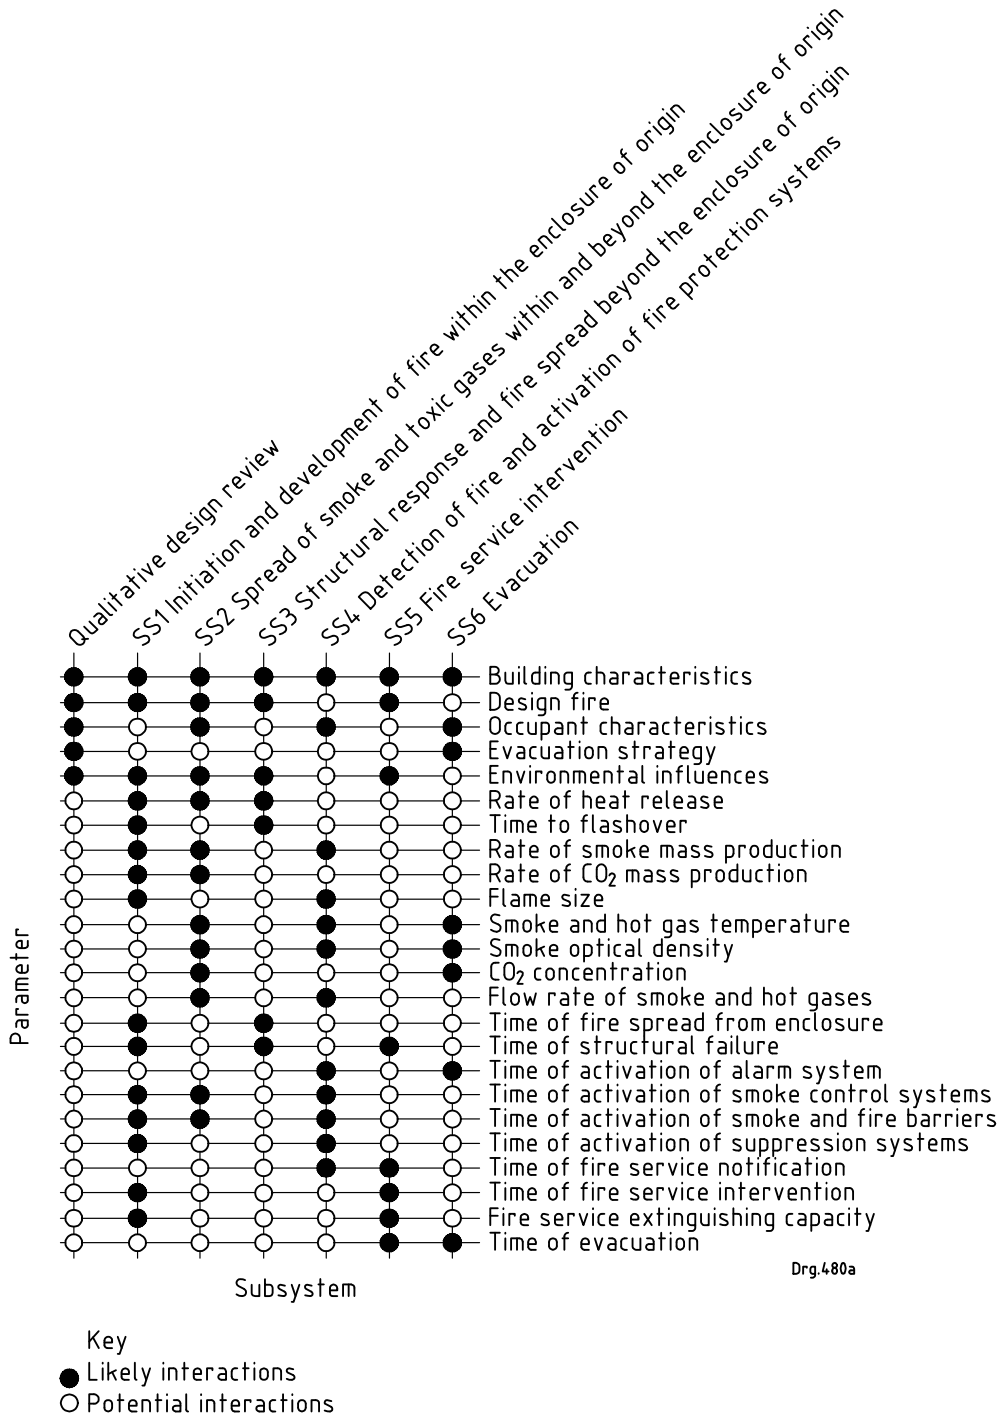 Qualitative design review
SS1 Initiation and development of fire within the enclosure of origin
SS2 Spread of smoke and toxic gases within and beyond the enclosure of origin
SS3 Structural response and fire spread beyond the enclosure of origin
SS4 Detection of fire and activation of fire protection systems
SS5 Fire service intervention
SS6 Evacuation
Building characteristics
Design fire
Occupant characteristics
Evacuation strategy
Environmental influences
Rate of heat release
Time to flashover
Rate of smoke mass production
Rate of CO₂ mass production
Flame size
Smoke and hot gas temperature
Smoke optical density
CO₂ concentration
Flow rate of smoke and hot gases
Time of fire spread from enclosure
Time of structural failure
Time of activation of alarm system
Time of activation of smoke control systems
Time of activation of smoke and fire barriers
Time of activation of suppression systems
Time of fire service notification
Time of fire service intervention
Fire service extinguishing capacity
Time of evacuation
Parameter
Drg.480a
Subsystem
Key
Likely interactions
Potential interactions